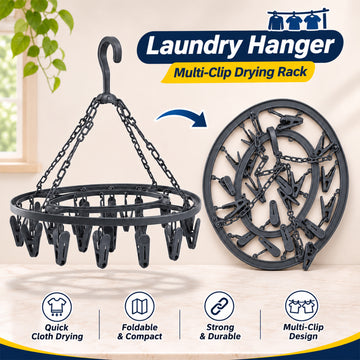 Laundry Hanger
Multi-Clip Drying Rack
Quick
Cloth Drying
Foldable
& Compact
Strong
& Durable
Multi-Clip
Design